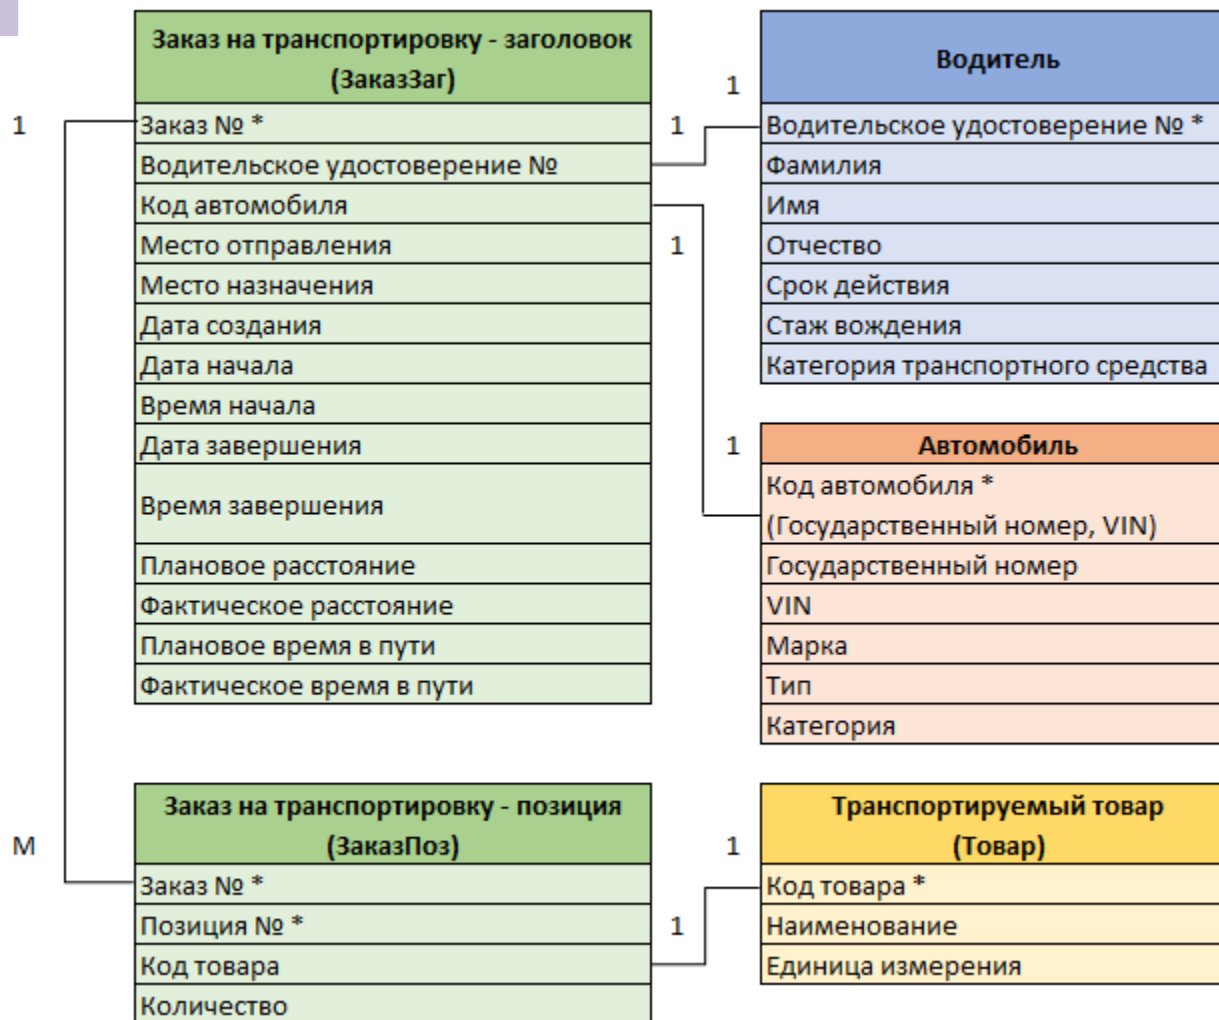 Заказ на транспортировку - заголовок
(ЗаказЗаг)
1
Заказ № *
Водительское удостоверение №
Код автомобиля
Место отправления
Место назначения
Дата создания
Дата начала
Время начала
Дата завершения
Время завершения
Плановое расстояние
Фактическое расстояние
Плановое время в пути
Фактическое время в пути
1
1
1
1
Водитель
Водительское удостоверение № *
Фамилия
Имя
Отчество
Срок действия
Стаж вождения
Категория транспортного средства
Автомобиль
Код автомобиля *
(Государственный номер, VIN)
Государственный номер
VIN
Марка
Тип
Категория
Заказ на транспортировку - позиция
(ЗаказПоз)
М
Заказ № *
Позиция № *
Код товара
Количество
1
1
Транспортируемый товар
(Товар)
Код товара *
Наименование
Единица измерения